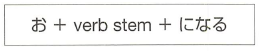 お + verb stem + になる